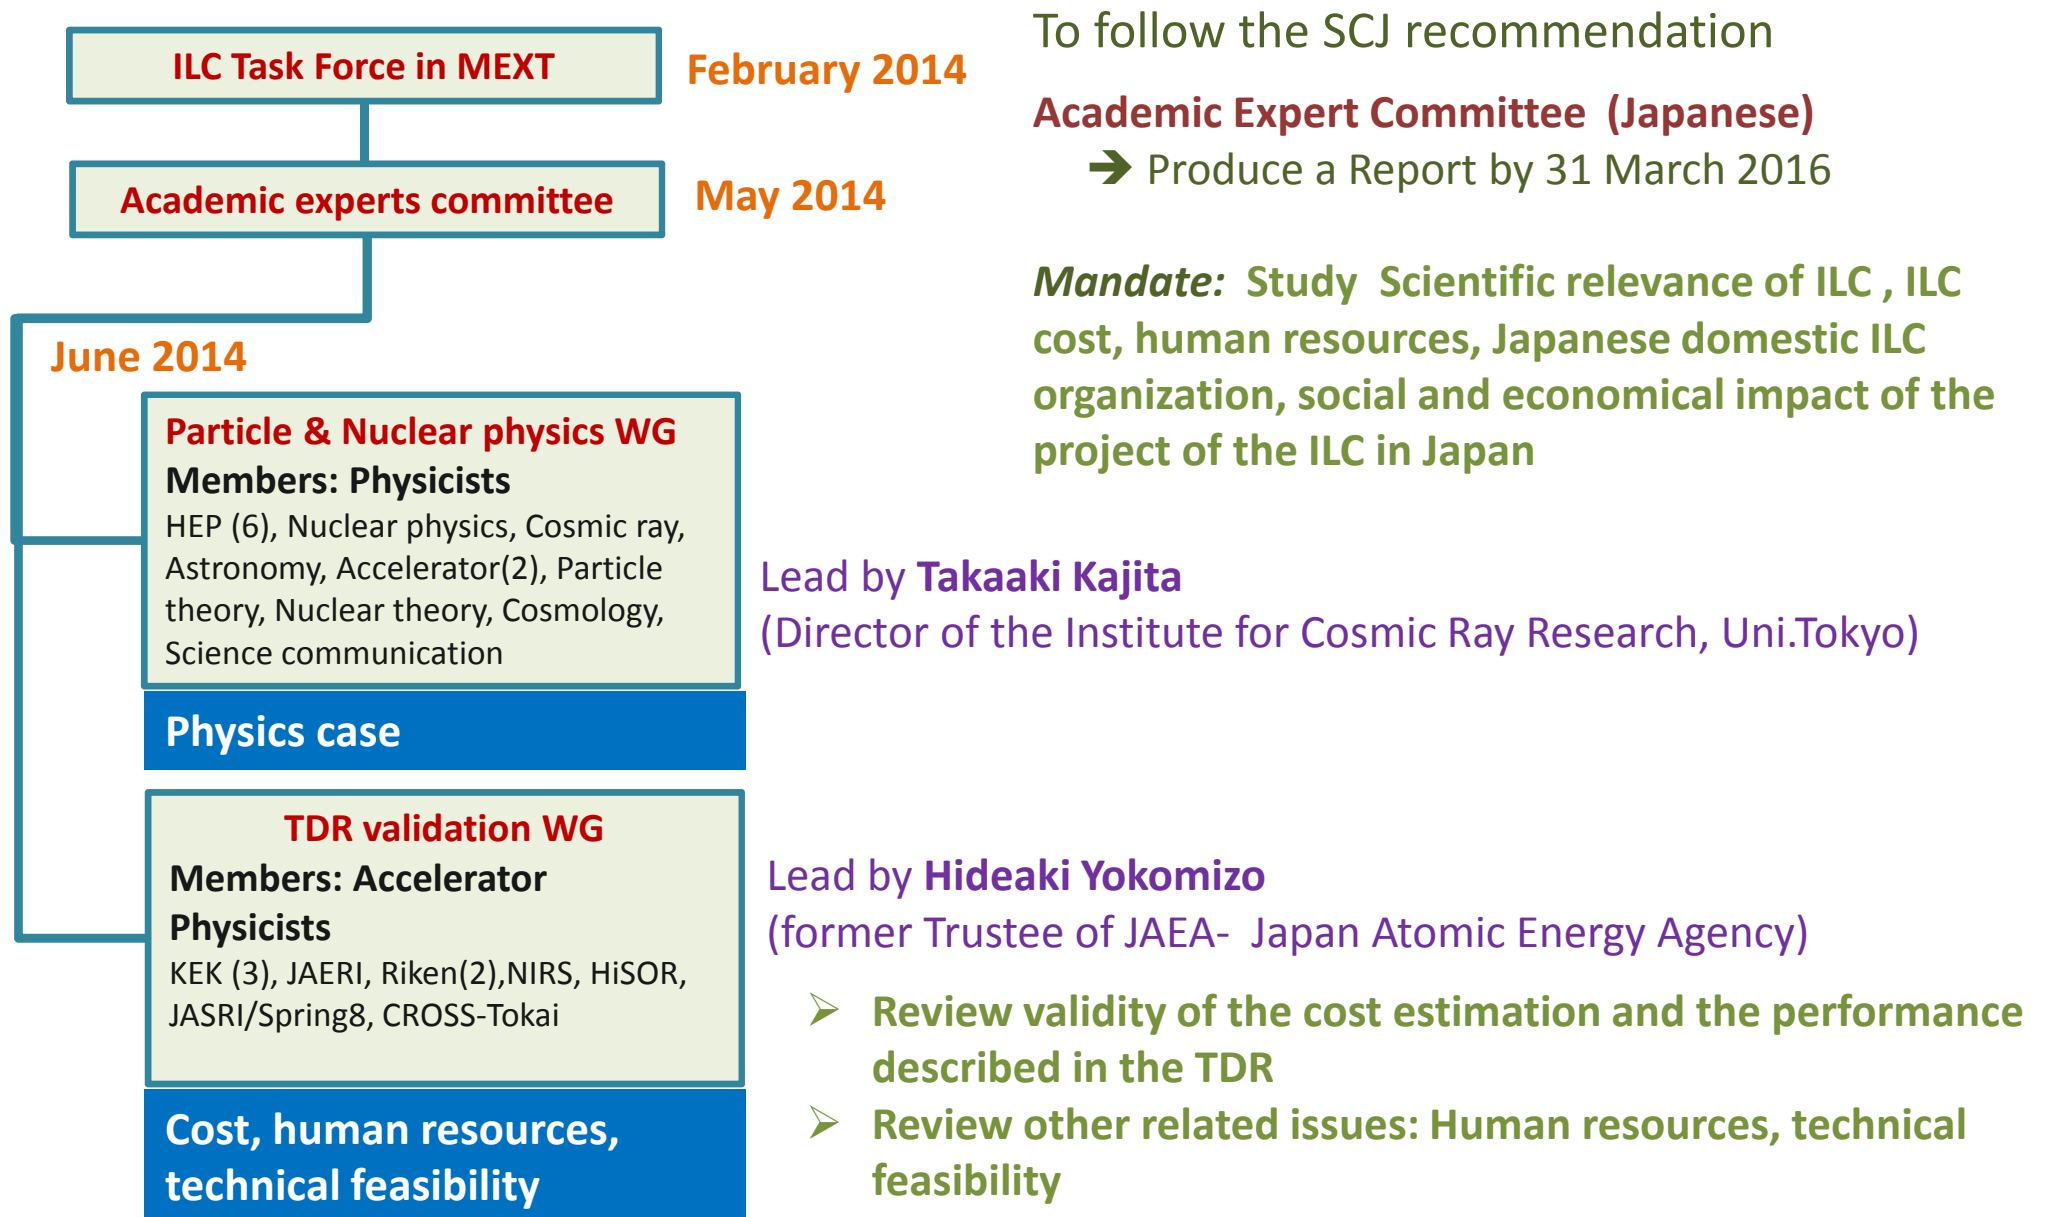 ILC Task Force in MEXT
February 2014
Academic experts committee
May 2014
To follow the SCJ recommendation
Academic Expert Committee (Japanese)
➔ Produce a Report by 31 March 2016
Mandate: Study Scientific relevance of ILC , ILC
cost, human resources, Japanese domestic ILC
organization, social and economical impact of the
project of the ILC in Japan
June 2014
Particle & Nuclear physics WG
Members: Physicists
HEP (6), Nuclear physics, Cosmic ray,
Astronomy, Accelerator(2), Particle
theory, Nuclear theory, Cosmology,
Science communication
Physics case
Lead by Takaaki Kajita
(Director of the Institute for Cosmic Ray Research, Uni.Tokyo)
TDR validation WG
Members: Accelerator
Physicists
KEK (3), JAERI, Riken(2),NIRS, HiSOR,
JASRI/Spring8, CROSS-Tokai
Cost, human resources,
technical feasibility
Lead by Hideaki Yokomizo
(former Trustee of JAEA- Japan Atomic Energy Agency)
➢ Review validity of the cost estimation and the performance
described in the TDR
➢ Review other related issues: Human resources, technical
feasibility